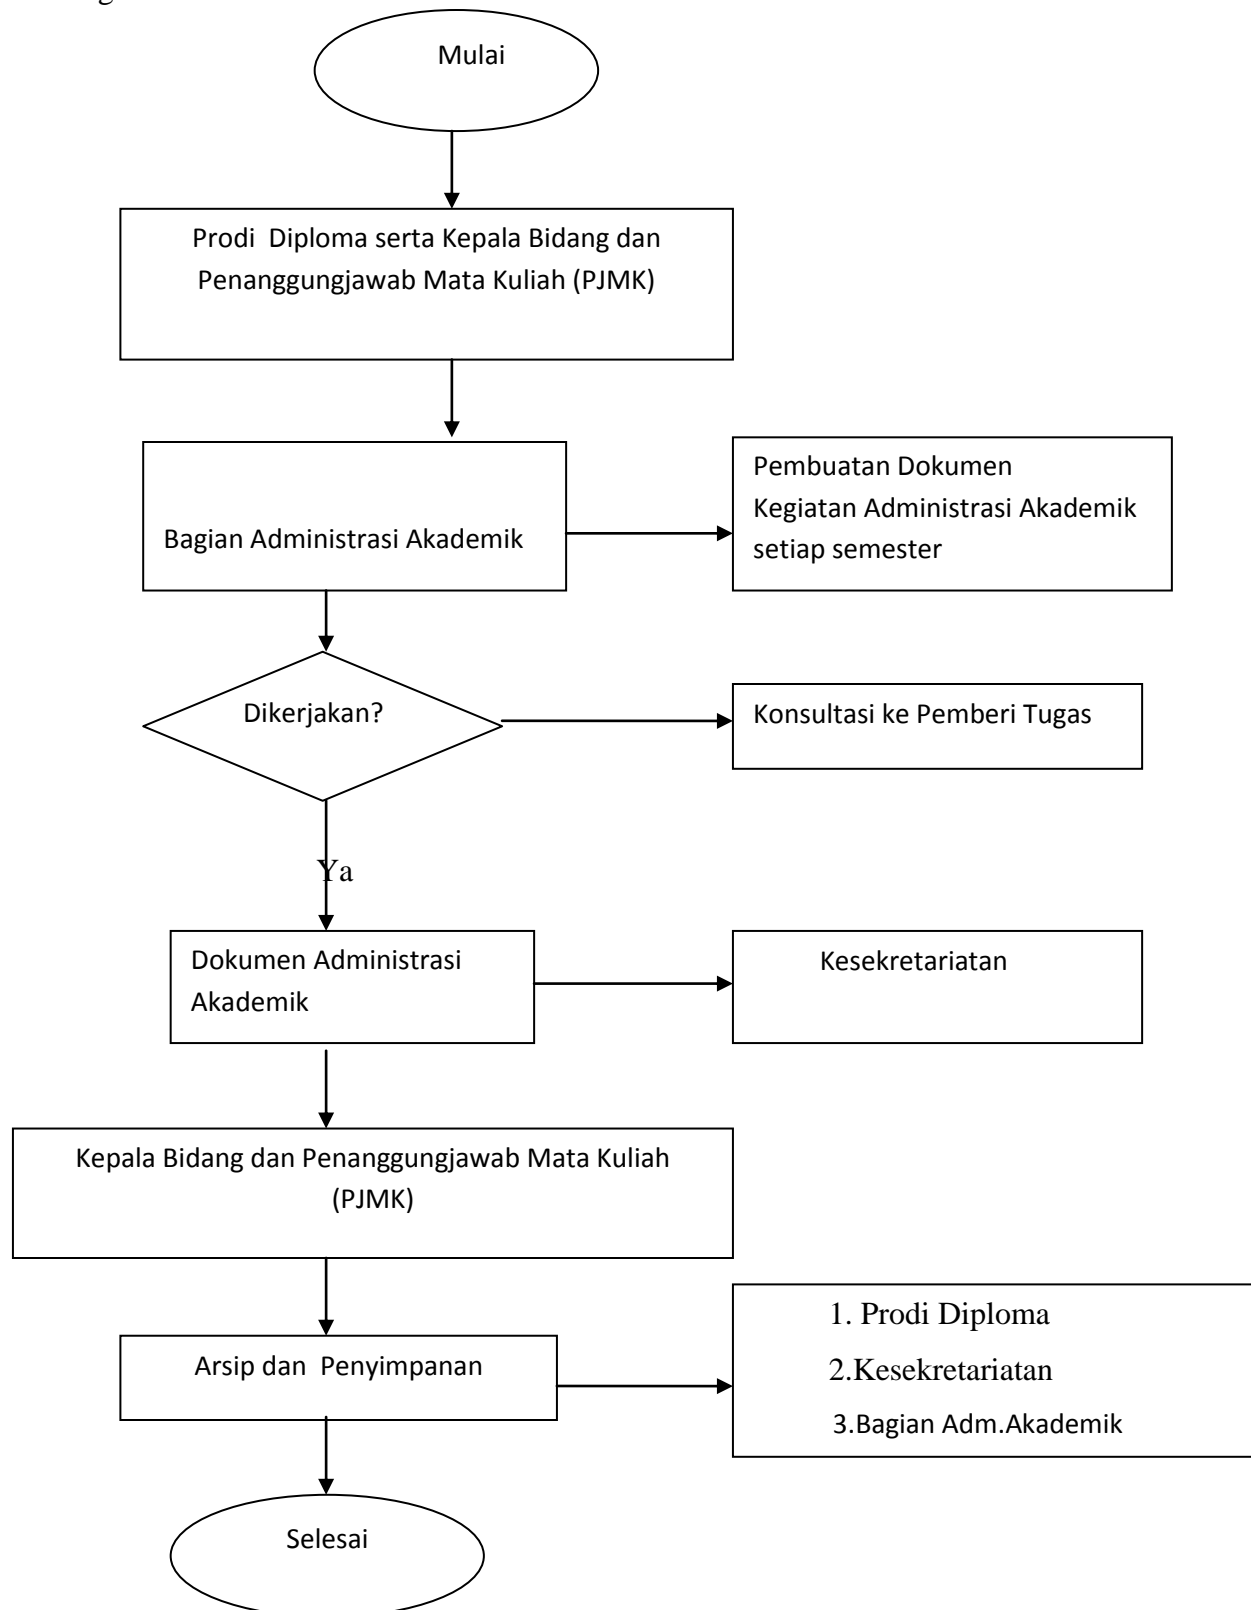 Mulai
Prodi  Diploma serta Kepala Bidang dan
Penanggungjawab Mata Kuliah (PJMK)
Bagian Administrasi Akademik
Pembuatan Dokumen
Kegiatan Administrasi Akademik
setiap semester
Dikerjakan?
Konsultasi ke Pemberi Tugas
Ya
Dokumen Administrasi
Akademik
Kesekretariatan
Kepala Bidang dan Penanggungjawab Mata Kuliah
(PJMK)
Arsip dan  Penyimpanan
1. Prodi Diploma
2.Kesekretariatan
3.Bagian Adm.Akademik
Selesai